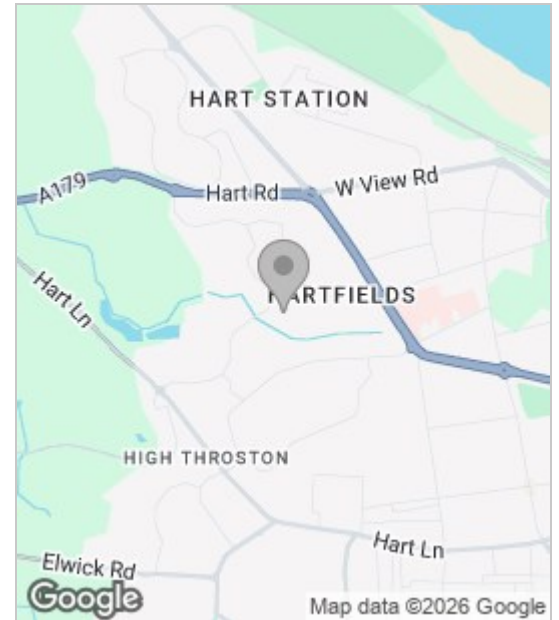 HART STATION
A179
Hart Rd
W View Rd
HARTFIELDS
Hart Ln
HIGH THROSTON
Hart Ln
Elwick Rd
Google
Map data ©2026 Google